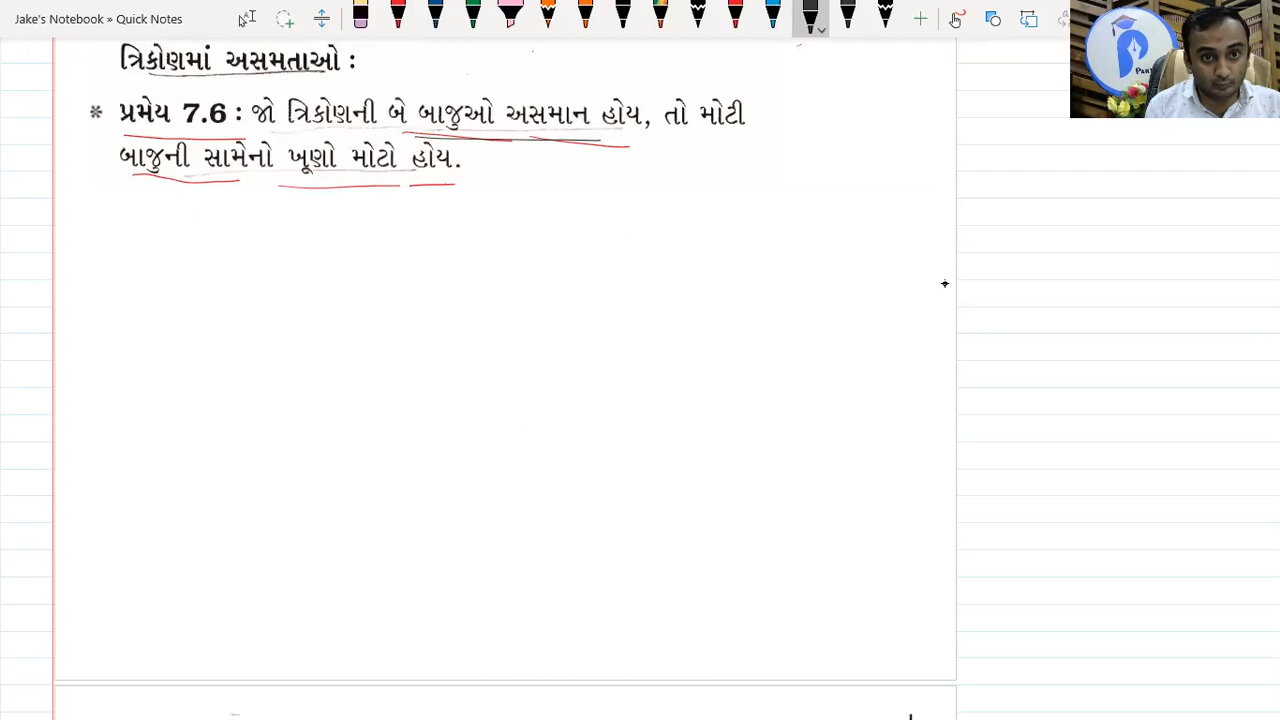 Jake's Notebook » Quick Notes
ત્રિકોણમાં અસમતાઓ :
* પ્રમેય 7.6 : જો ત્રિકોણની બે બાજુઓ અસમાન હોય, તો મોટી
બાજુની સામેનો ખૂણો મોટો હોય.